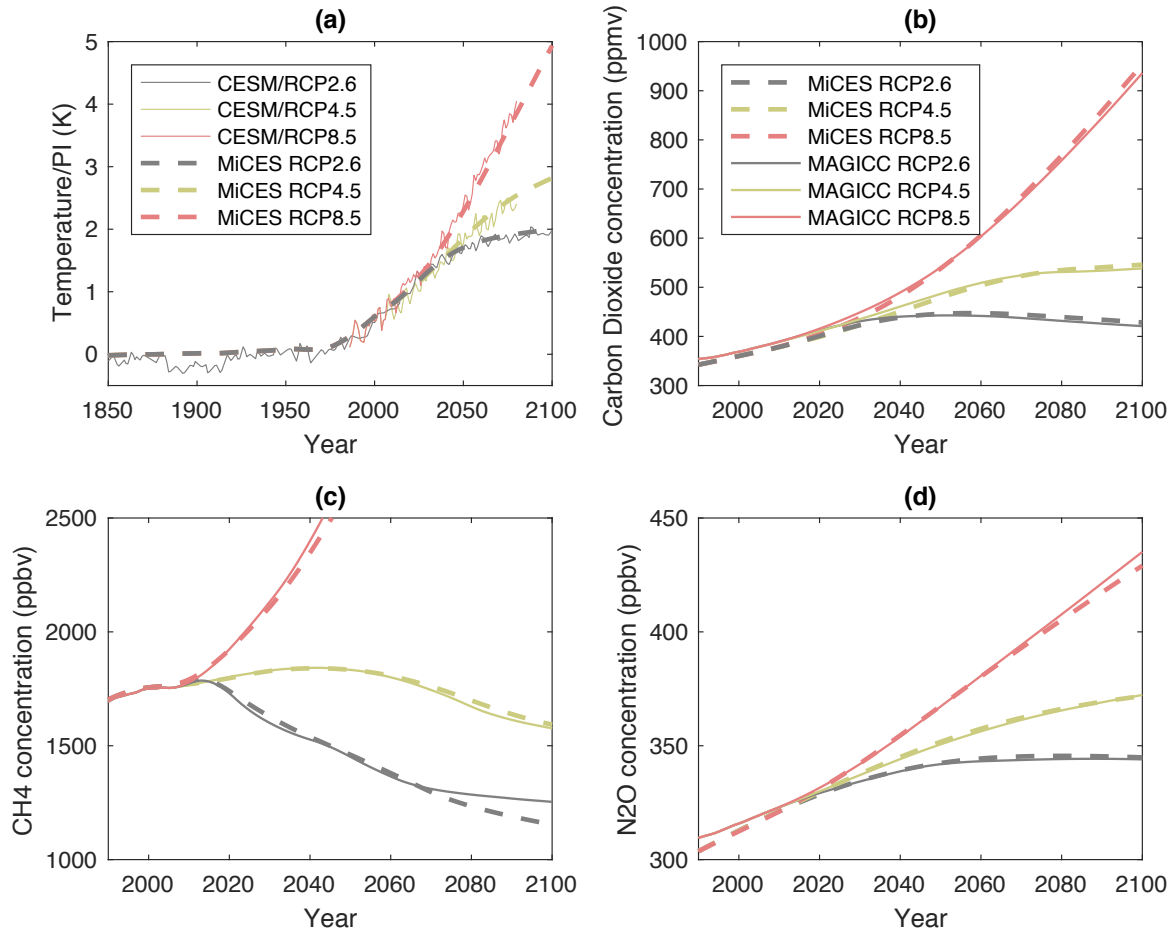 (a)
Temperature/PI (K)
5
4
3
2
1
0
CESM/RCP2.6
CESM/RCP4.5
CESM/RCP8.5
MiCES RCP2.6
MiCES RCP4.5
MiCES RCP8.5
1850 1900 1950 2000 2050 2100
Year
(b)
Carbon Dioxide concentration (ppmv)
1000
900
800
700
600
500
400
300
MiCES RCP2.6
MiCES RCP4.5
MiCES RCP8.5
MAGICC RCP2.6
MAGICC RCP4.5
MAGICC RCP8.5
2000 2020 2040 2060 2080 2100
Year
(c)
CH4 concentration (ppbv)
2500
2000
1500
1000
2000 2020 2040 2060 2080 2100
Year
(d)
N2O concentration (ppbv)
450
400
350
300
2000 2020 2040 2060 2080 2100
Year